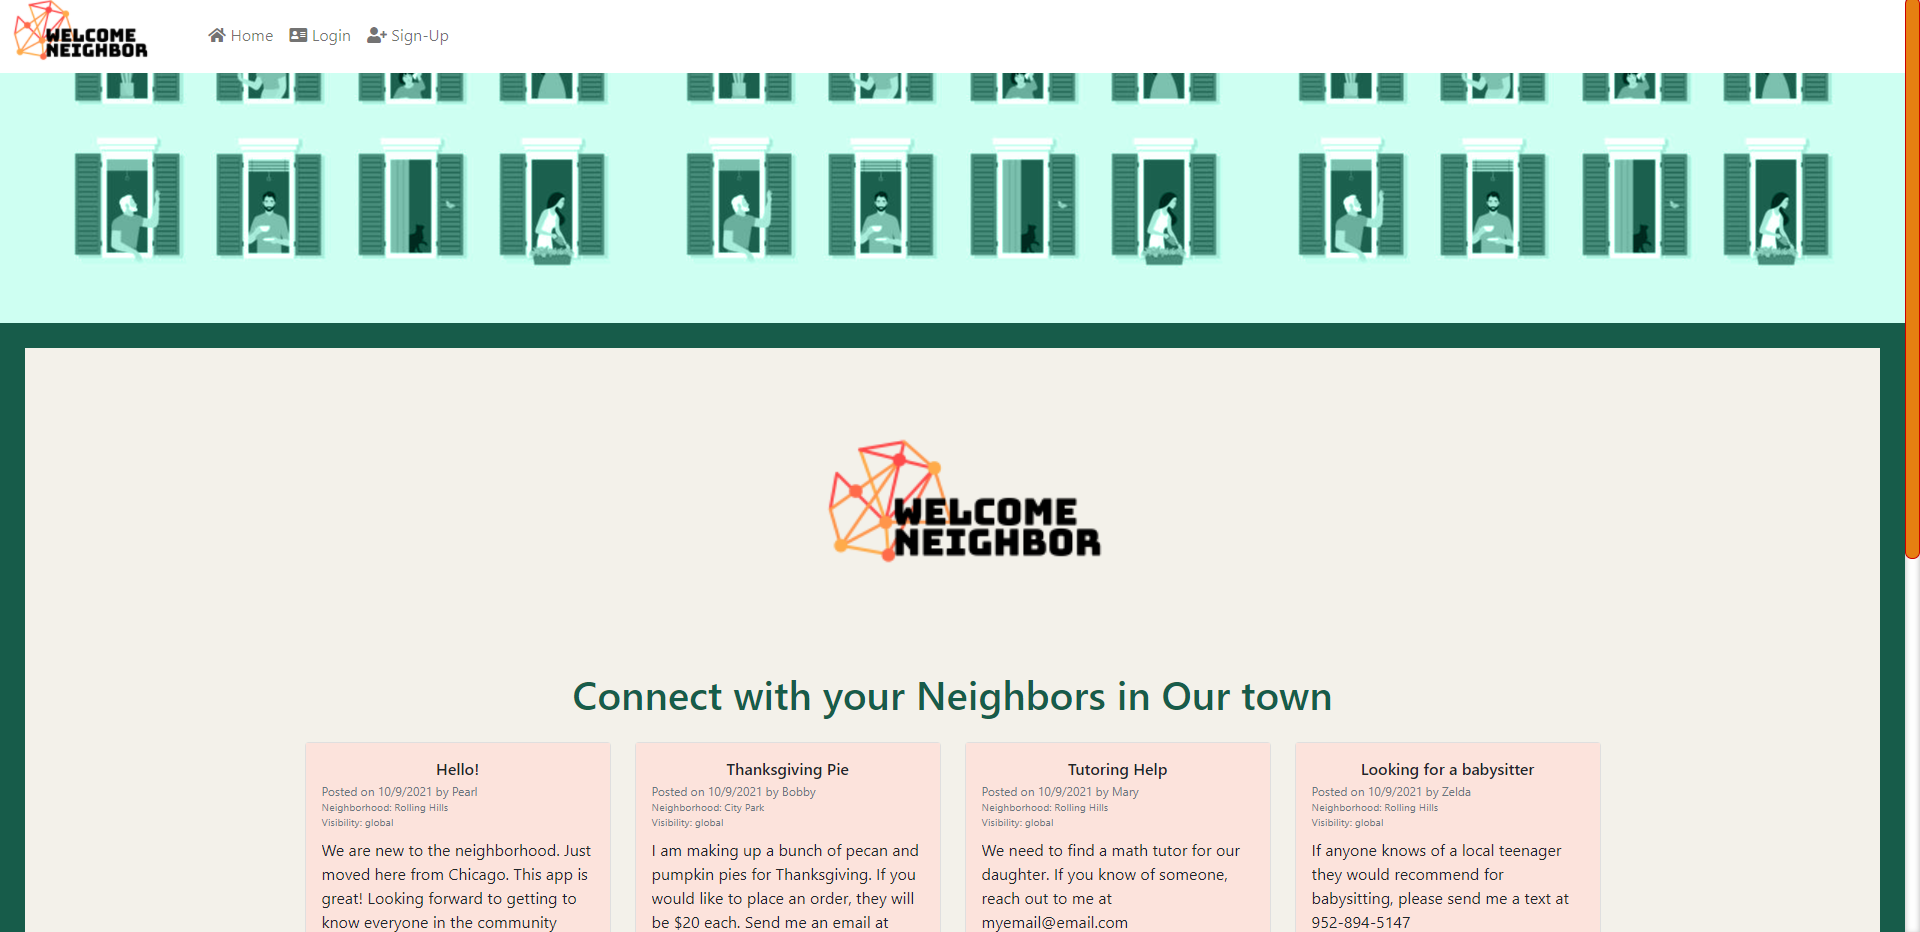 WELCOME
NEIGHBOR
Home Login Sign-Up
WELCOME
NEIGHBOR
Connect with your Neighbors in Our town
Hello!
Posted on 10/9/2021 by Pearl
Neighborhood: Rolling Hills
Visibility: global
We are new to the neighborhood. Just
moved here from Chicago. This app is
great! Looking forward to getting to
know everyone in the community
Thanksgiving Pie
Posted on 10/9/2021 by Bobby
Neighborhood: City Park
Visibility: global
I am making up a bunch of pecan and
pumpkin pies for Thanksgiving. If you
would like to place an order, they will
be $20 each. Send me an email at
Tutoring Help
Posted on 10/9/2021 by Mary
Neighborhood: Rolling Hills
Visibility: global
We need to find a math tutor for our
daughter. If you know of someone,
reach out to me at
myemail@email.com
Looking for a babysitter
Posted on 10/9/2021 by Zelda
Neighborhood: Rolling Hills
Visibility: global
If anyone knows of a local teenager
they would recommend for
babysitting, please send me a text at
952-894-5147